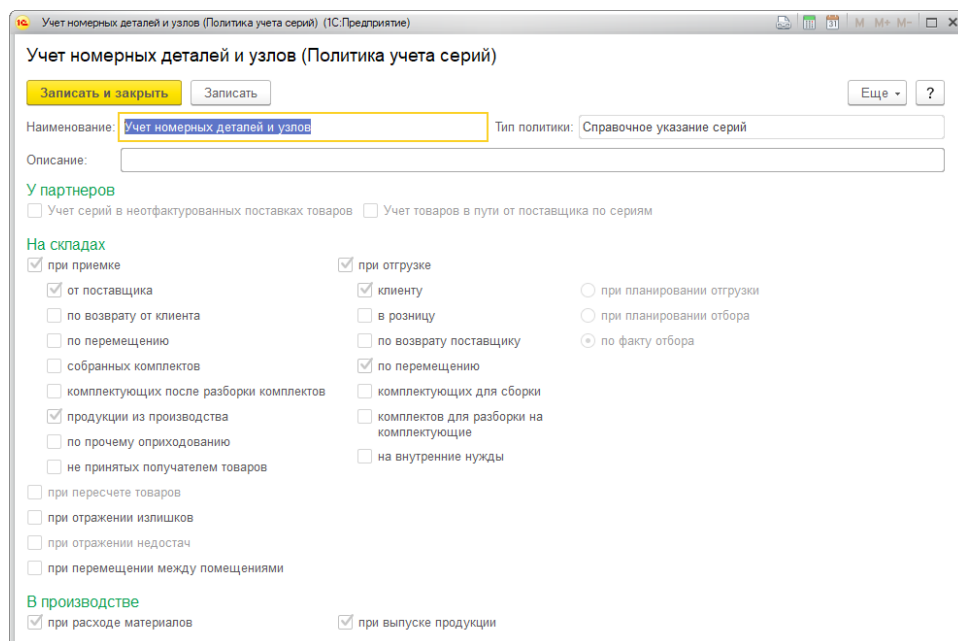 1С Учет номерных деталей и узлов (Политика учета серий) (1С:Предприятие) 31 M M+ M-
Учет номерных деталей и узлов (Политика учета серий)
Записать и закрыть Записать Еще ?
Наименование: Учет номерных деталей и узлов Тип политики: Справочное указание серий
Описание:
У партнеров
Учет серий в неотфактурованных поставках товаров Учет товаров в пути от поставщика по сериям
На складах
при приемке при отгрузке
от поставщика клиенту при планировании отгрузки
по возврату от клиента в розницу при планировании отбора
по перемещению по возврату поставщику по факту отбора
собранных комплектов по перемещению
комплектующих после разборки комплектов комплектующих для сборки
продукции из производства комплектов для разборки на
комплектующие
по прочему оприходованию на внутренние нужды
не принятых получателем товаров
при пересчете товаров
при отражении излишков
при отражении недостач
при перемещении между помещениями
В производстве
при расходе материалов при выпуске продукции